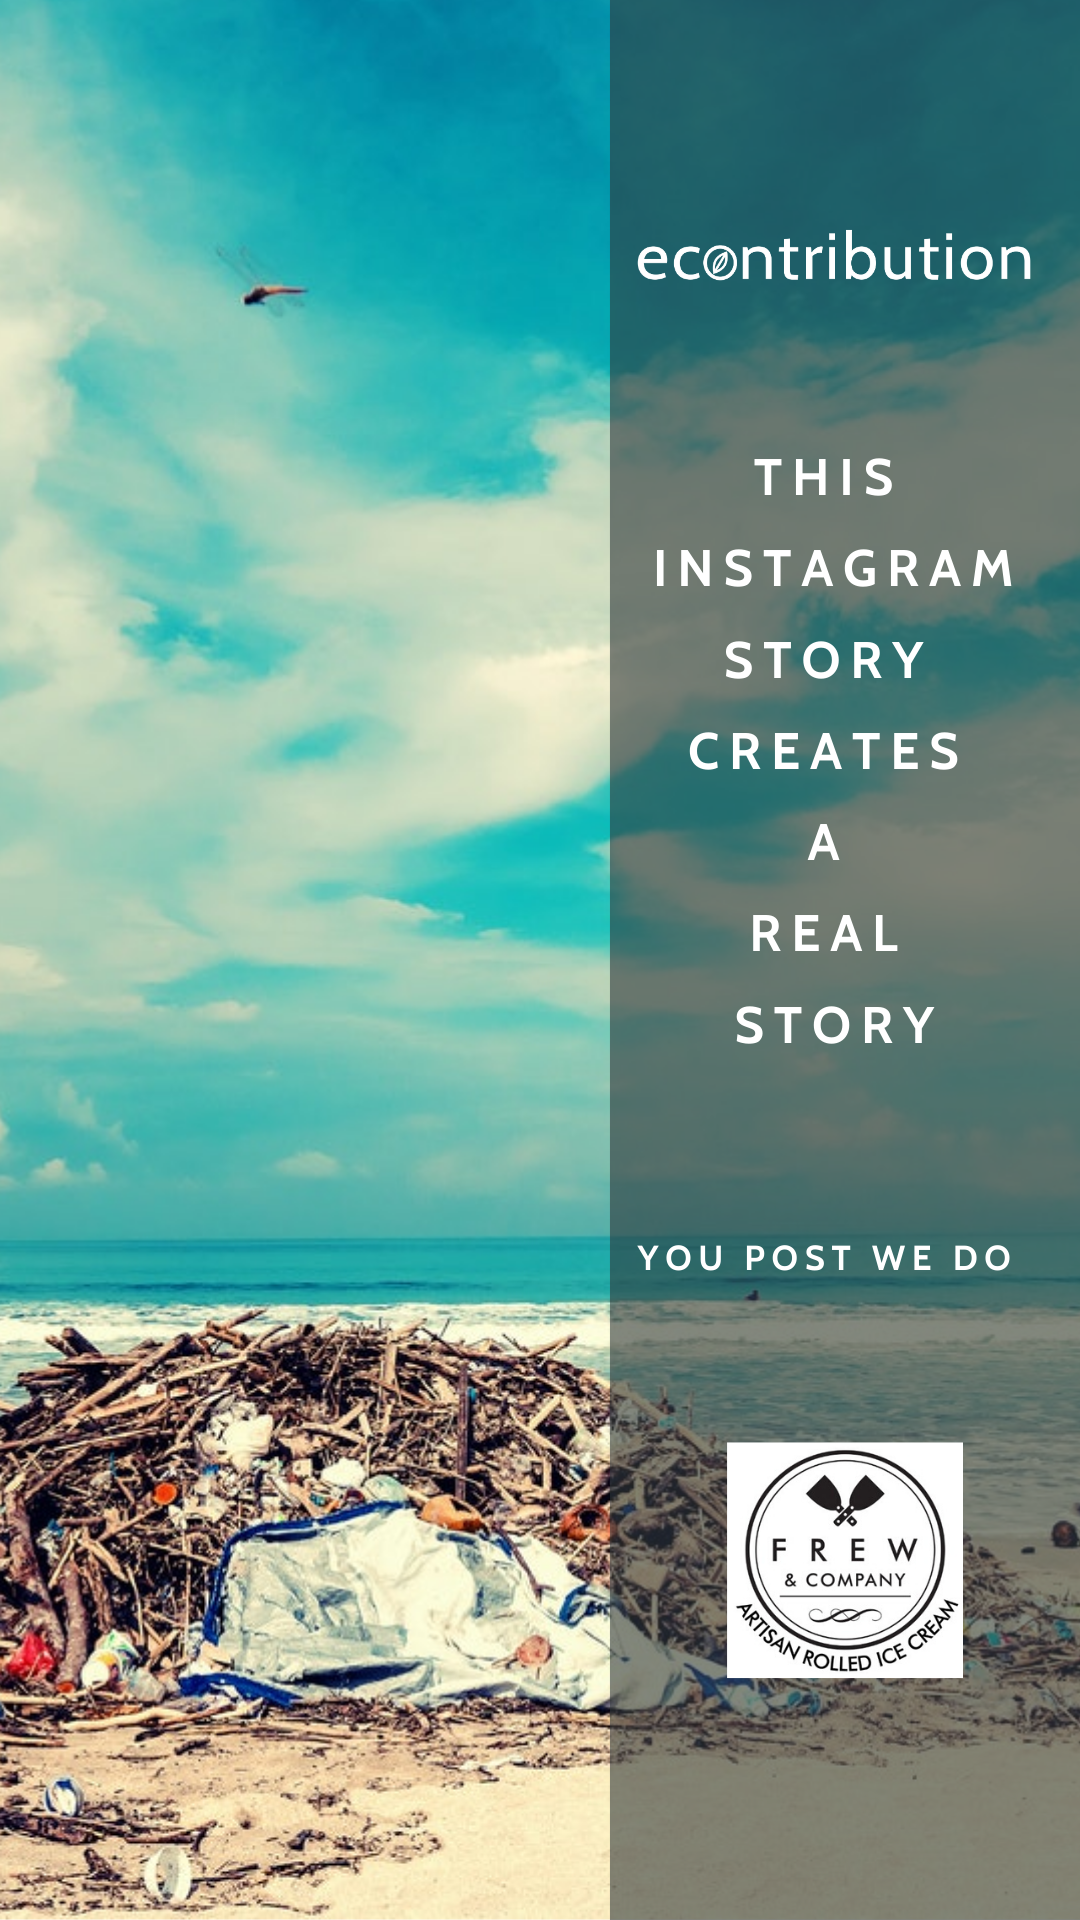 econtribution
THIS
INSTAGRAM
STORY
CREATES
A
REAL
STORY
YOU POST WE DO
FREW
& COMPANY
ARTISAN ROLLED ICE CREAM